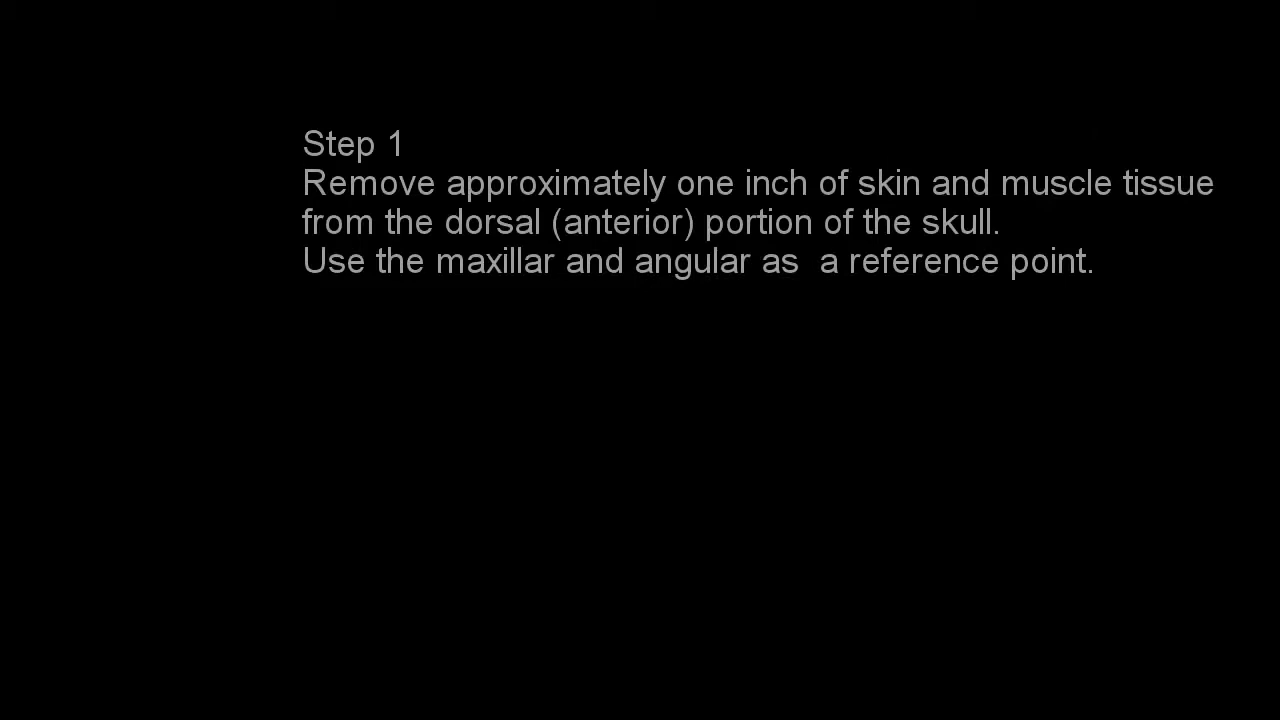 Step 1
Remove approximately one inch of skin and muscle tissue
from the dorsal (anterior) portion of the skull.
Use the maxillar and angular as  a reference point.